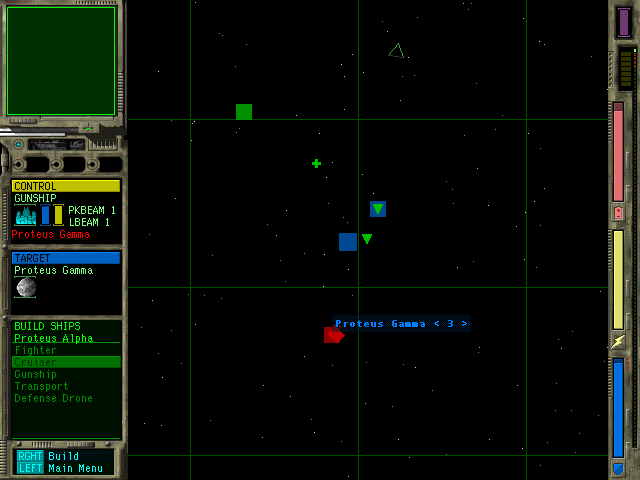 CONTROL
GUNSHIP
PKBEAM 1
LBEAM 1
Proteus Gamma
TARGET
Proteus Gamma
Proteus Gamma < 3 >
BUILD SHIPS
Proteus Alpha
Fighter
Cruiser
Gunship
Transport
Defense Drone
RGHT Build
LEFT Main Menu